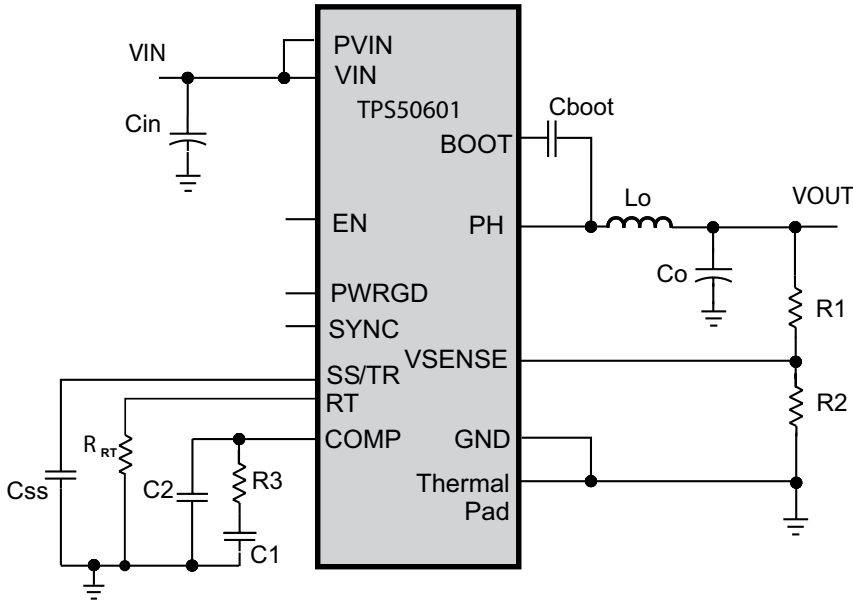 VIN
Cin
PVIN
VIN
TPS50601
BOOT
Cboot
EN
PH
Lo
VOUT
Co
R1
PWRGD
SYNC
VSENSE
SS/TR
RT
R2
COMP
GND
RRT
Css
C2
R3
C1
Thermal
Pad